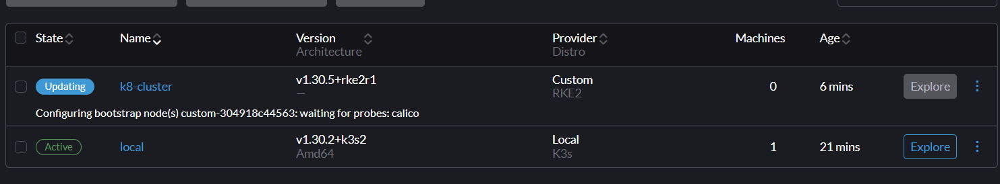 State Name Version Provider Machines Age
Architecture Distro
Updating k8-cluster v1.30.5+rke2r1 Custom 0 6 mins Explore
— RKE2
Configuring bootstrap node(s) custom-304918c44563: waiting for probes: calico
Active local v1.30.2+k3s2 Local 1 21 mins Explore
Amd64 K3s